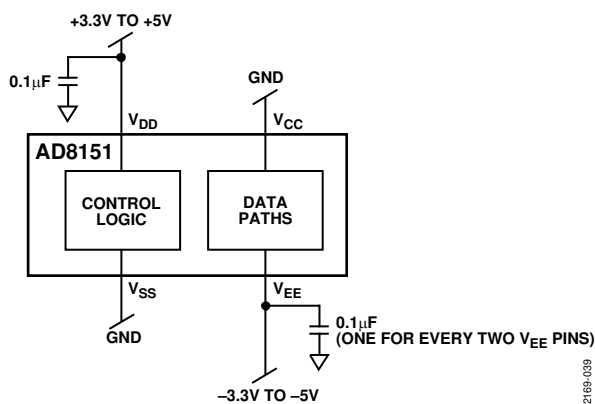 +3.3V TO +5V
0.1μF
GND
VDD
VCC
AD8151
CONTROL
LOGIC
DATA
PATHS
VSS
VEE
GND
0.1μF
(ONE FOR EVERY TWO VEE PINS)
–3.3V TO –5V
2169-039